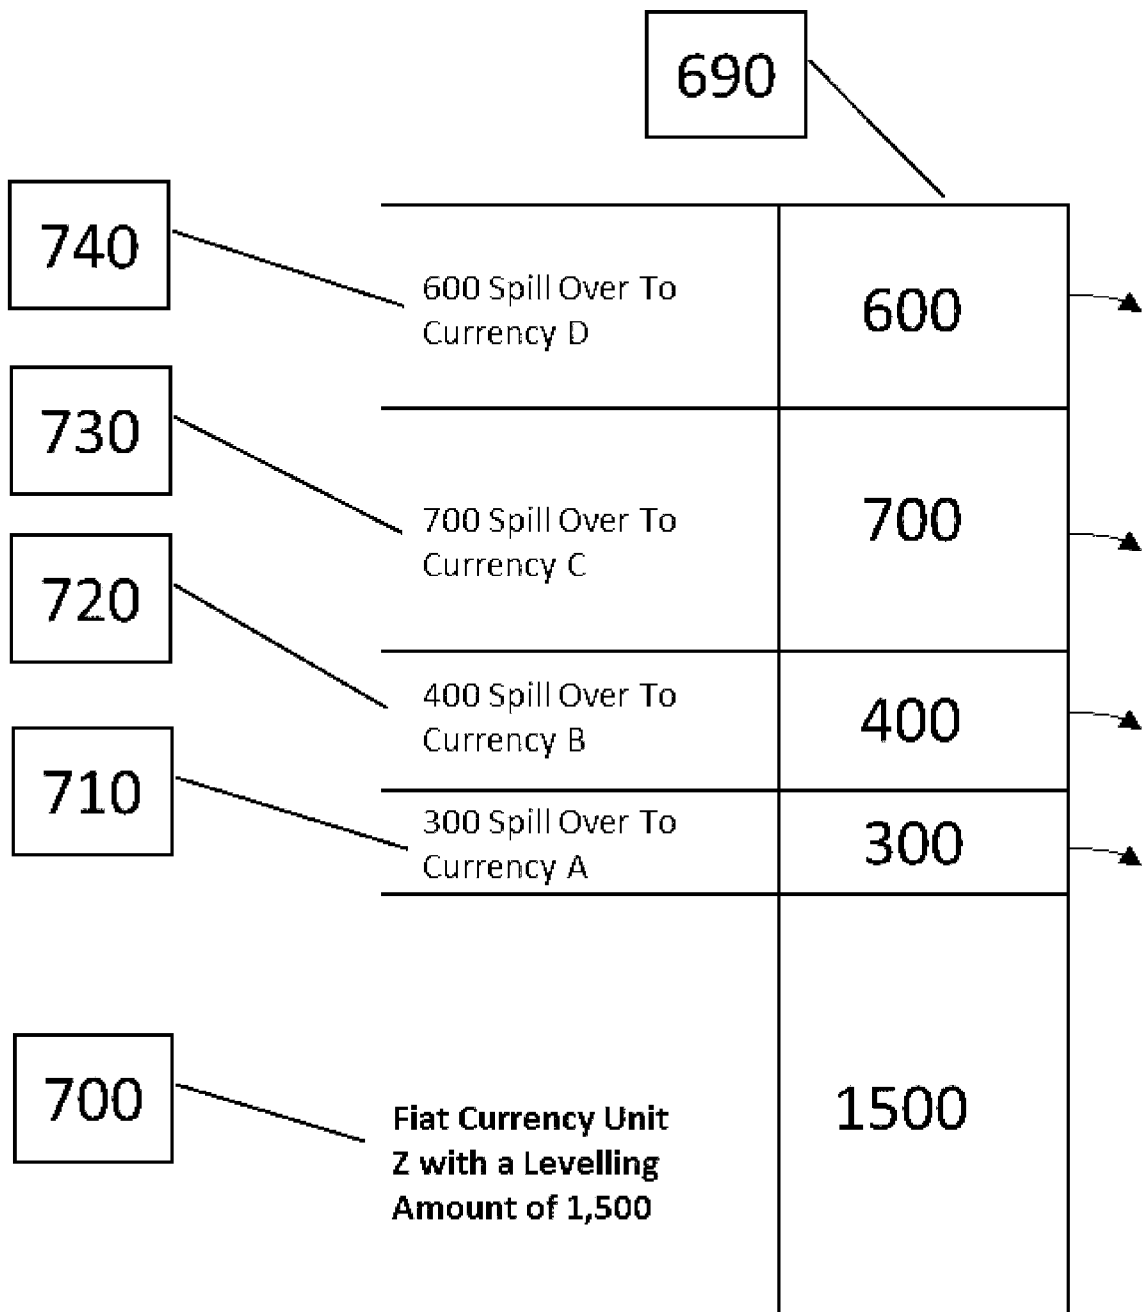 690
740
600 Spill Over To
Currency D
600
730
700 Spill Over To
Currency C
700
720
400 Spill Over To
Currency B
400
710
300 Spill Over To
Currency A
300
700
Fiat Currency Unit
Z with a Levelling
Amount of 1,500
1500